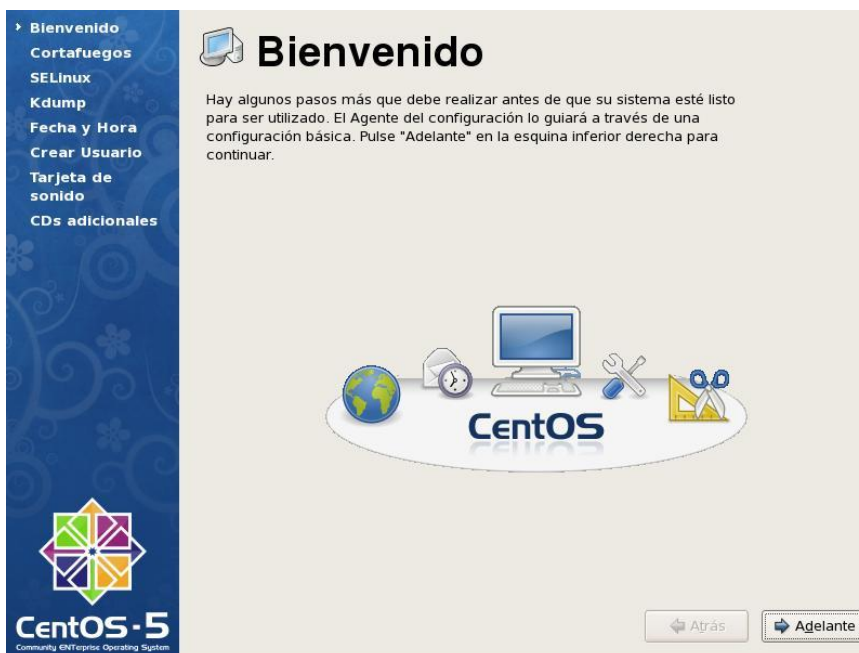 Bienvenido
Cortafuegos
SELinux
Kdump
Fecha y Hora
Crear Usuario
Tarjeta de
sonido
CDs adicionales
Bienvenido
Hay algunos pasos más que debe realizar antes de que su sistema esté listo
para ser utilizado. El Agente del configuración lo guiará a través de una
configuración básica. Pulse "Adelante" en la esquina inferior derecha para
continuar.
CentOS
CentOS-5
Community ENTerprise Operating System
Atrás
Adelante